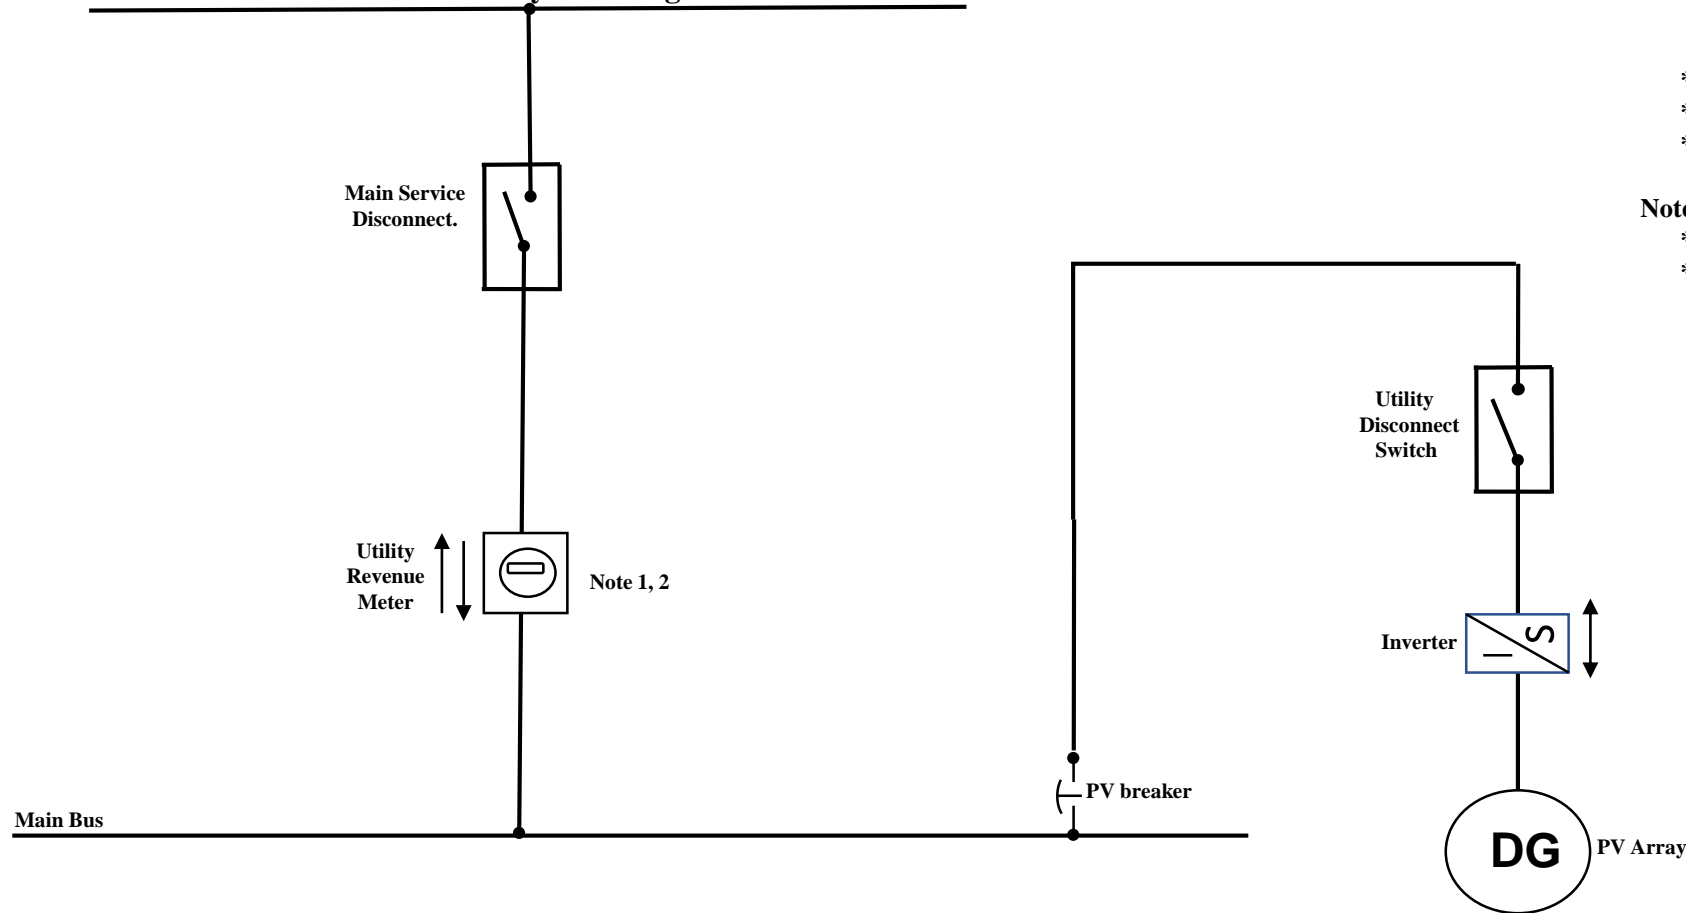 *
*
*
Main Service
Disconnect.
*
*
Utility
Disconnect
Switch
Utility
Revenue
Meter
Note 1, 2
Inverter
PV breaker
Main Bus
DG
PV Array